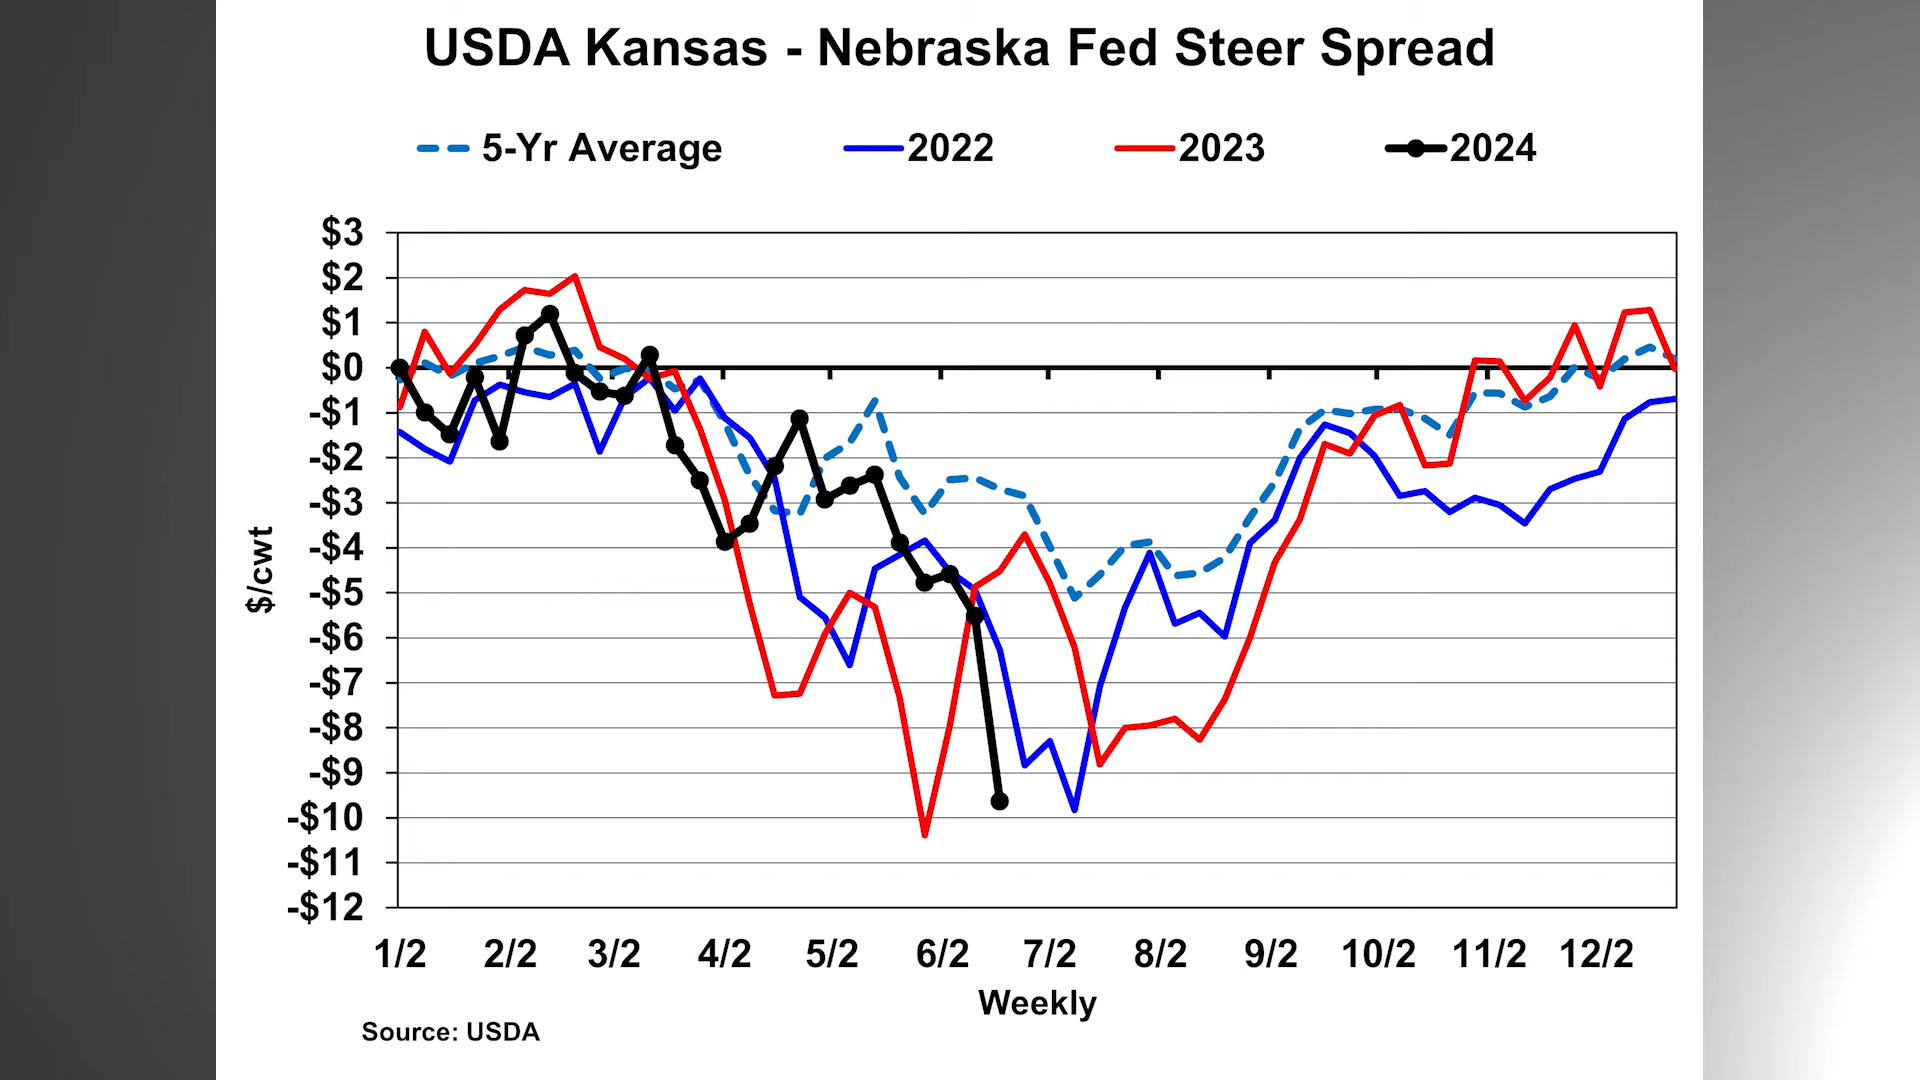 USDA Kansas - Nebraska Fed Steer Spread
5-Yr Average 2022 2023 2024
$3
$2
$1
$0
-$1
-$2
-$3
-$4
-$5
-$6
-$7
-$8
-$9
-$10
-$11
-$12
$/cwt
1/2 2/2 3/2 4/2 5/2 6/2 7/2 8/2 9/2 10/2 11/2 12/2
Weekly
Source: USDA